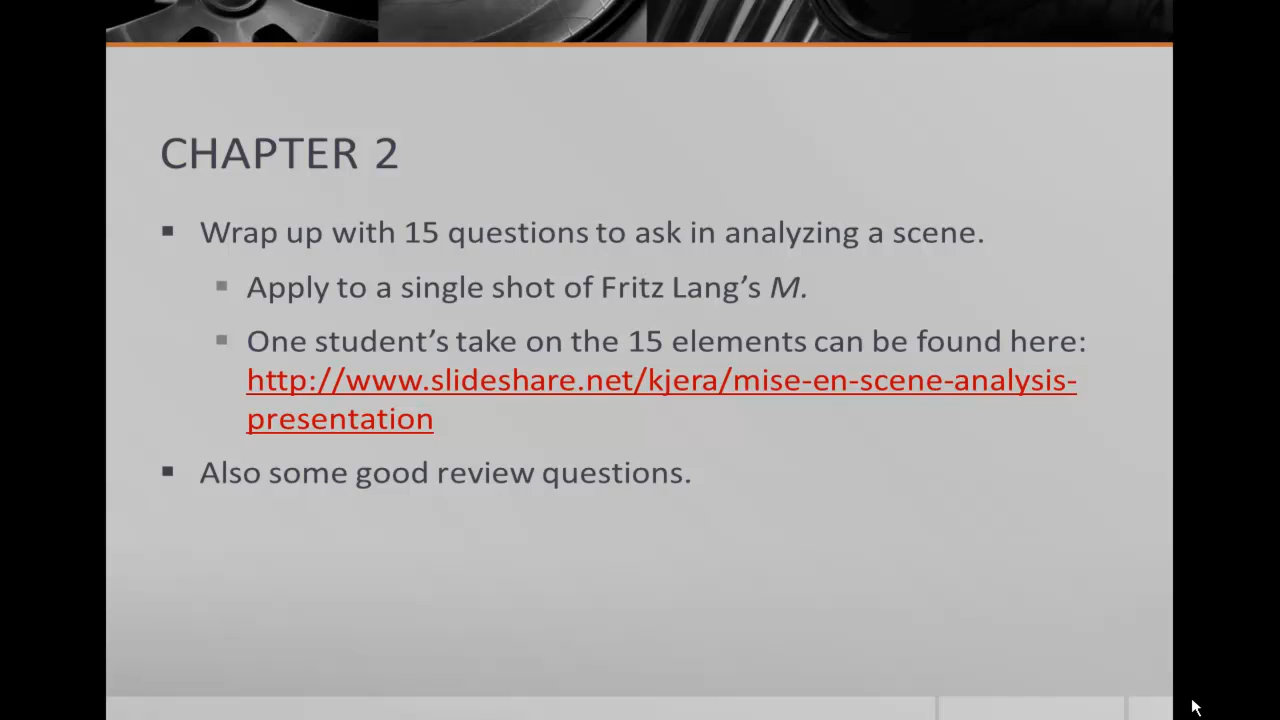 CHAPTER 2
Wrap up with 15 questions to ask in analyzing a scene.
Apply to a single shot of Fritz Lang’s M.
One student’s take on the 15 elements can be found here:
http://www.slideshare.net/kjera/mise-en-scene-analysis-
presentation
Also some good review questions.